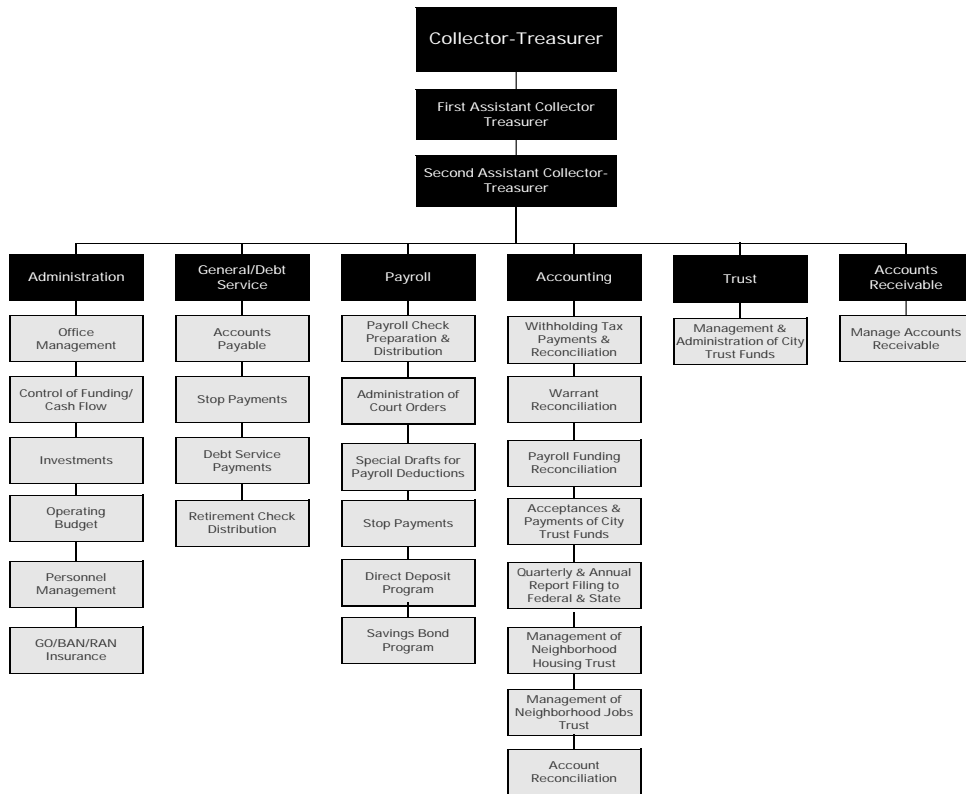 Collector-Treasurer
First Assistant Collector
Treasurer
Second Assistant Collector-
Treasurer
Administration
Office
Management
Control of Funding/
Cash Flow
Investments
Operating
Budget
Personnel
Management
GO/BAN/RAN
Insurance
General/Debt
Service
Accounts
Payable
Stop Payments
Debt Service
Payments
Retirement Check
Distribution
Payroll
Payroll Check
Preparation &
Distribution
Administration of
Court Orders
Special Drafts for
Payroll Deductions
Stop Payments
Direct Deposit
Program
Savings Bond
Program
Accounting
Withholding Tax
Payments &
Reconciliation
Warrant
Reconciliation
Payroll Funding
Reconciliation
Acceptances &
Payments of City
Trust Funds
Quarterly & Annual
Report Filing to
Federal & State
Management of
Neighborhood
Housing Trust
Management of
Neighborhood Jobs
Trust
Account
Reconciliation
Trust
Management &
Administration of City
Trust Funds
Accounts
Receivable
Manage Accounts
Receivable